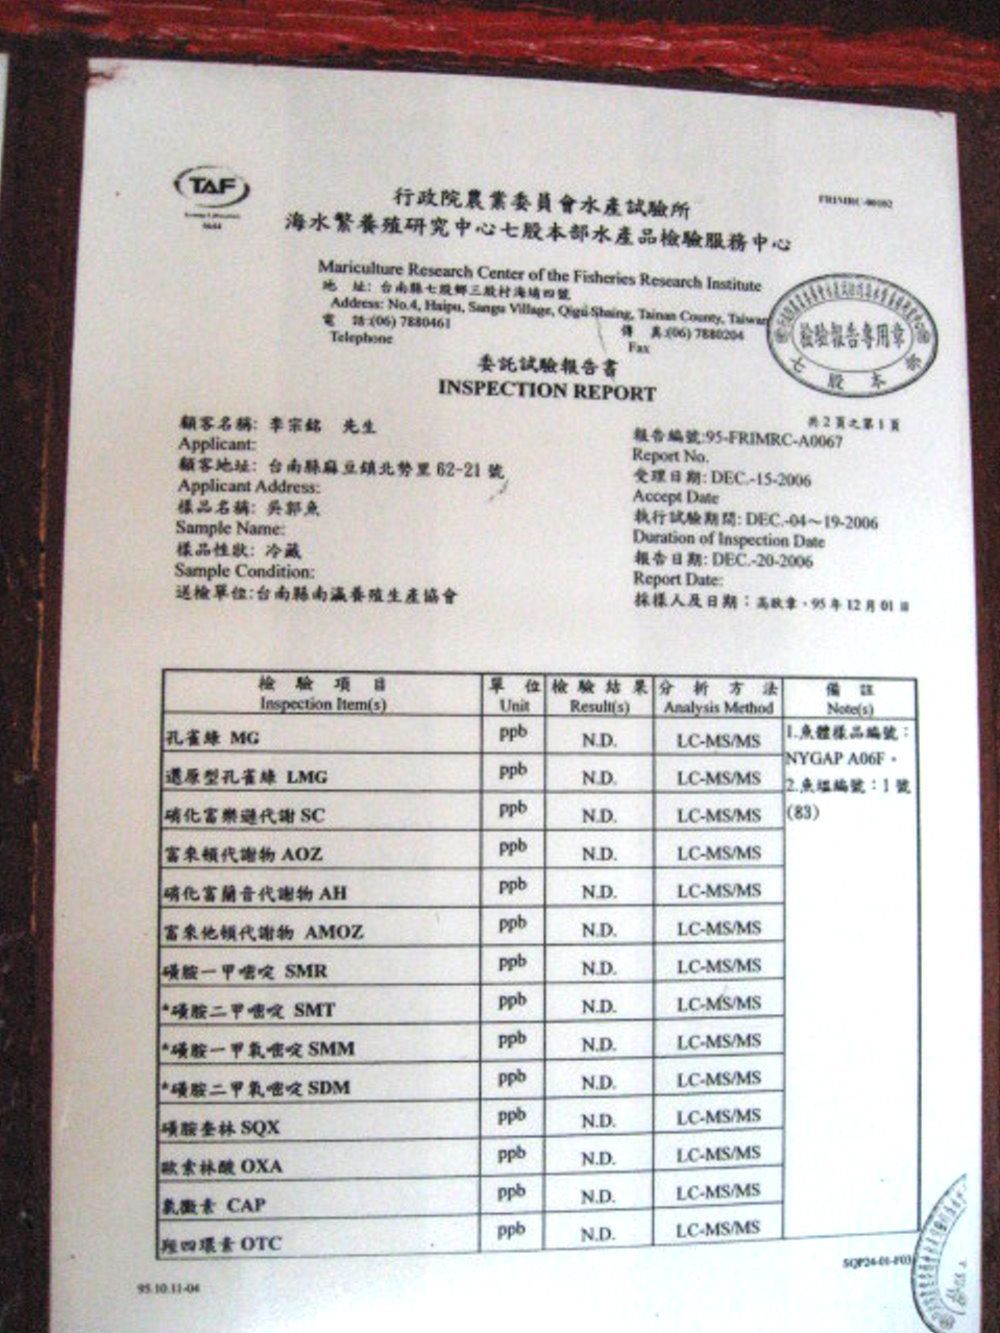 TAF
FRIMRC-00102
行政院農業委員會水產試驗所
海水繁養殖研究中心七股本部水產品檢驗服務中心
Mariculture Research Center of the Fisheries Research Institute
地 址: 台南縣七股鄉三股村海埔四號
Address: No.4, Haipu, Sangu Village, Qigú Shaing, Tainan County, Taiwan
電 話:(06) 7880461 傳 真:(06) 7880204
Telephone Fax
檢驗報告專用章
七股本部
委託試驗報告書
INSPECTION REPORT
共2頁之第1頁
顧客名稱: 李宗銘 先生 報告編號:95-FRIMRC-A0067
Applicant: Report No.
顧客地址: 台南縣麻豆鎮北勢里 62-21 號 受理日期: DEC.-15-2006
Applicant Address: Accept Date
樣品名稱: 吳郭魚 執行試驗期間: DEC.-04～19-2006
Sample Name: Duration of Inspection Date
樣品性狀: 冷藏 報告日期: DEC.-20-2006
Sample Condition: Report Date:
送檢單位:台南縣南瀛養殖生產協會 採樣人及日期：高政章、95年12月01日
檢驗項目 單位 檢驗結果 分析方法 備註
Inspection Item(s) Unit Result(s) Analysis Method Note(s)
孔雀綠 MG ppb N.D. LC-MS/MS 1.魚體樣品編號：
NYGAP A06F。
還原型孔雀綠 LMG ppb N.D. LC-MS/MS 2.魚塭編號：1號
硝化富樂遜代謝 SC ppb N.D. LC-MS/MS (83)
富來頓代謝物 AOZ ppb N.D. LC-MS/MS
硝化富蘭音代謝物 AH ppb N.D. LC-MS/MS
富來他頓代謝物 AMOZ ppb N.D. LC-MS/MS
磺胺一甲嘧啶 SMR ppb N.D. LC-MS/MS
*磺胺二甲嘧啶 SMT ppb N.D. LC-MS/MS
*磺胺一甲氧嘧啶 SMM ppb N.D. LC-MS/MS
*磺胺二甲氧嘧啶 SDM ppb N.D. LC-MS/MS
磺胺奎林 SQX ppb N.D. LC-MS/MS
歐索林酸 OXA ppb N.D. LC-MS/MS
氯黴素 CAP ppb N.D. LC-MS/MS
羥四環素 OTC ppb N.D. LC-MS/MS
SQP24-01-F03
95.10.11-04